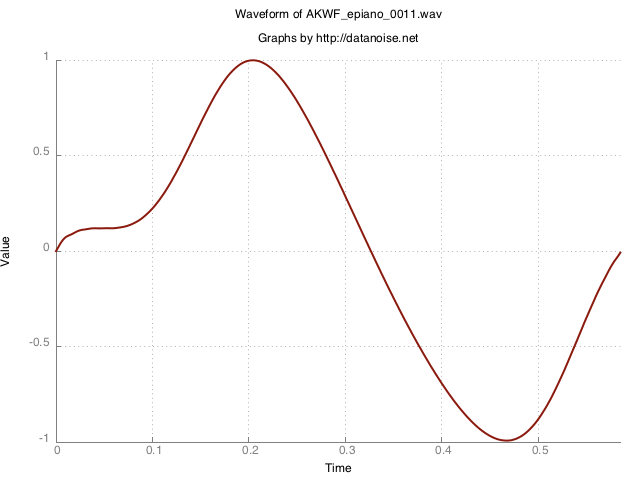 Waveform of AKWF_epiano_0011.wav
Graphs by http://datanoise.net
1
0.5
0
-0.5
-1
Value
0 0.1 0.2 0.3 0.4 0.5
Time